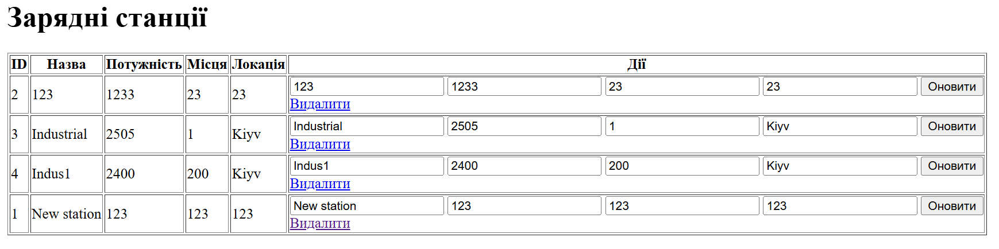 Зарядні станції
ID Назва Потужність Місця Локація Дії
2 123 1233 23 23 123 1233 23 23 Оновити
Видалити
3 Industrial 2505 1 Kiyv Industrial 2505 1 Kiyv Оновити
Видалити
4 Indus1 2400 200 Kiyv Indus1 2400 200 Kiyv Оновити
Видалити
1 New station 123 123 123 New station 123 123 123 Оновити
Видалити